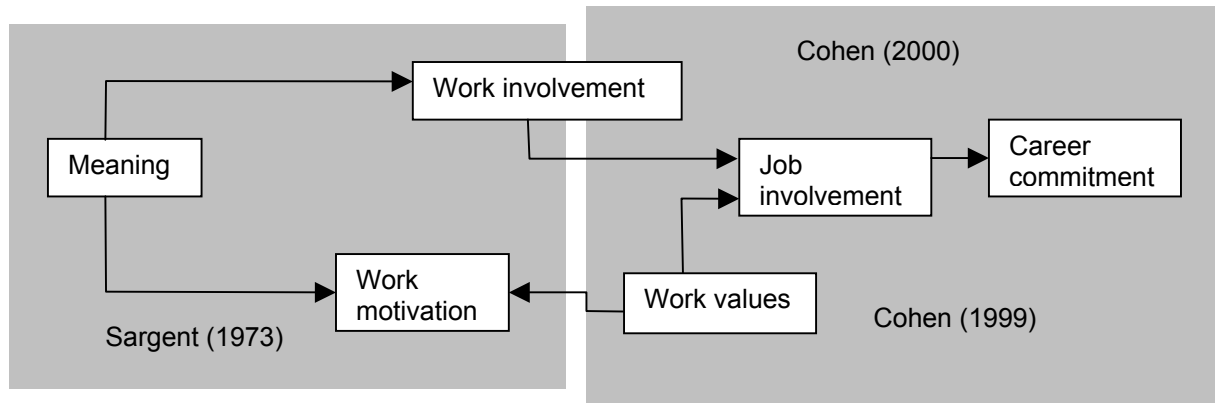 Cohen (2000)
Work involvement
Meaning
Job
involvement
Career
commitment
Work
motivation
Work values
Sargent (1973)
Cohen (1999)